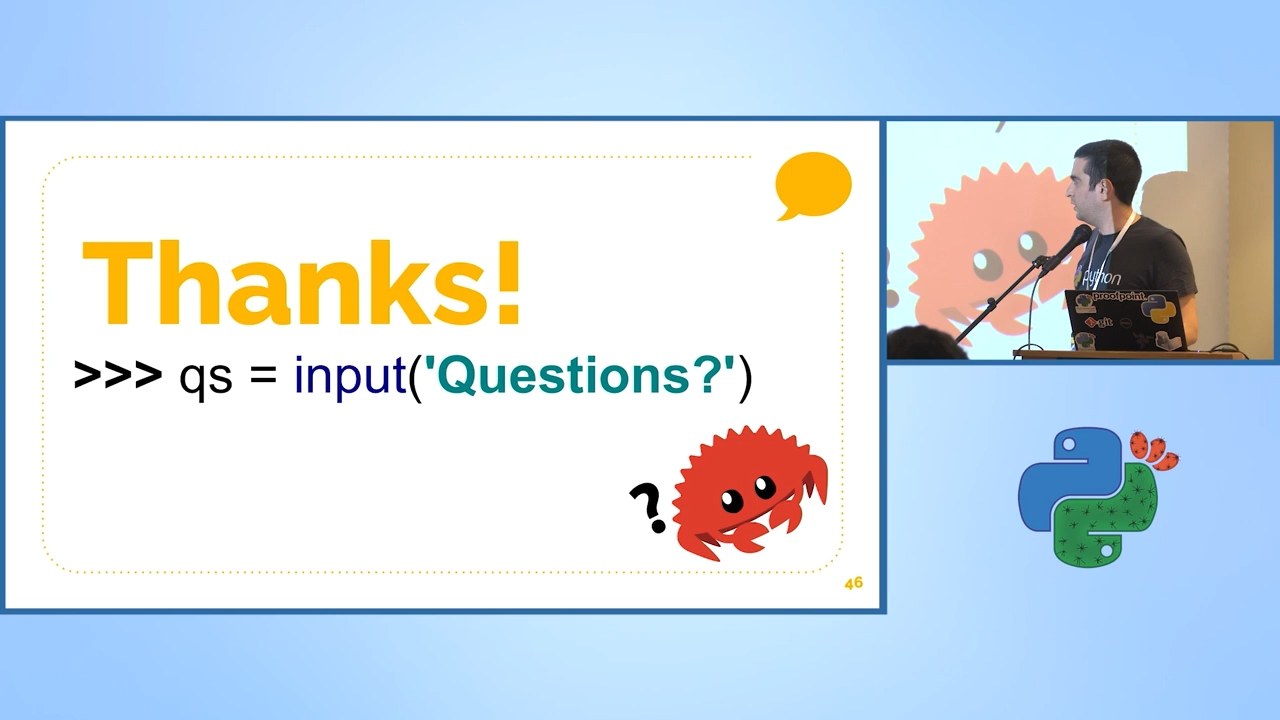 Thanks!
>>> qs = input('Questions?')
?
46
python
proofpoint.
git